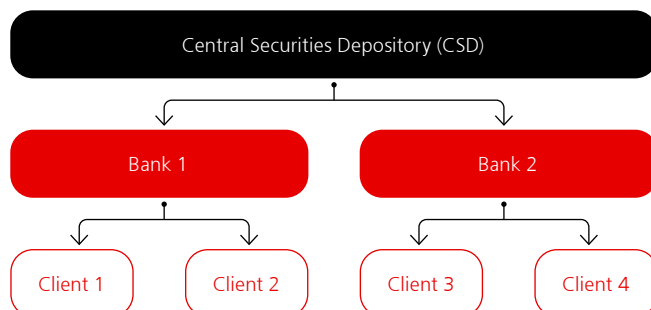 Central Securities Depository (CSD)
Bank 1
Bank 2
Client 1
Client 2
Client 3
Client 4